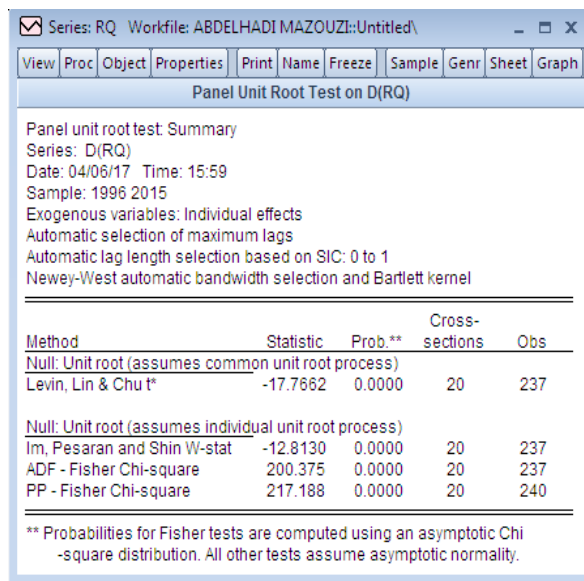 Series: RQ Workfile: ABDELHADI MAZOUZI::Untitled\
View Proc Object Properties Print Name Freeze Sample Genr Sheet Graph
Panel Unit Root Test on D(RQ)
Panel unit root test: Summary
Series: D(RQ)
Date: 04/06/17 Time: 15:59
Sample: 1996 2015
Exogenous variables: Individual effects
Automatic selection of maximum lags
Automatic lag length selection based on SIC: 0 to 1
Newey-West automatic bandwidth selection and Bartlett kernel
Cross-
Method Statistic Prob.** sections Obs
Null: Unit root (assumes common unit root process)
Levin, Lin & Chu t* -17.7662 0.0000 20 237
Null: Unit root (assumes individual unit root process)
Im, Pesaran and Shin W-stat -12.8130 0.0000 20 237
ADF - Fisher Chi-square 200.375 0.0000 20 237
PP - Fisher Chi-square 217.188 0.0000 20 240
** Probabilities for Fisher tests are computed using an asymptotic Chi
-square distribution. All other tests assume asymptotic normality.